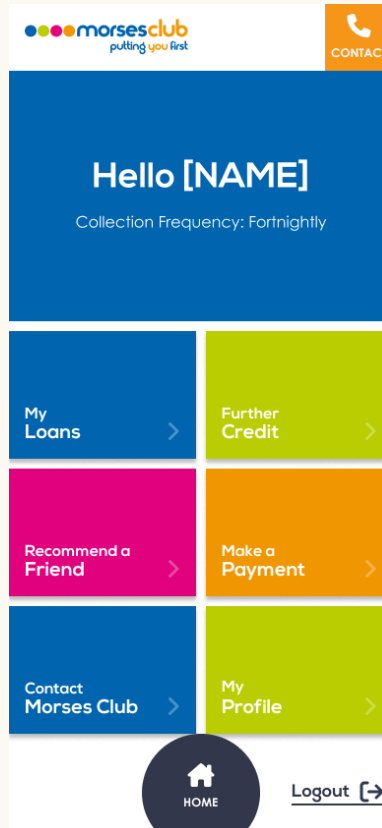 morsesclub
putting you first
CONTAC
Hello [NAME]
Collection Frequency: Fortnightly
My
Loans
Further
Credit
Recommend a
Friend
Make a
Payment
Contact
Morses Club
My
Profile
HOME
Logout